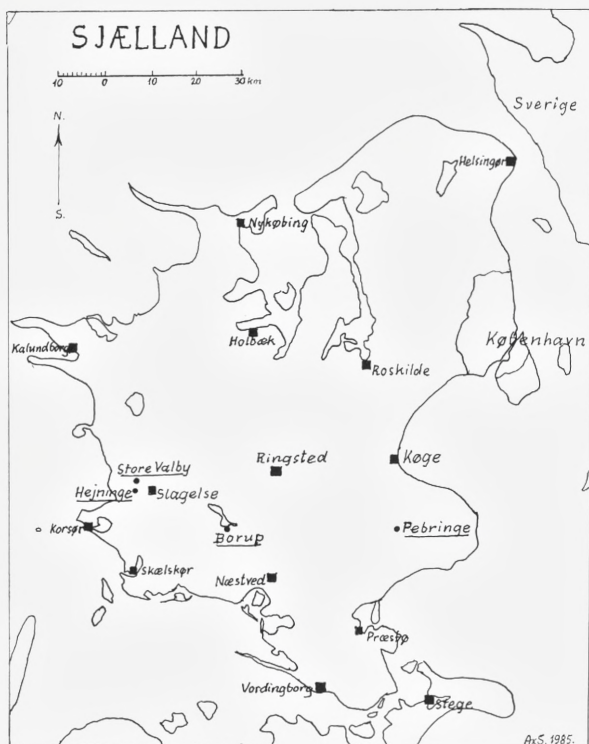 SJÆLLAND
10 0 10 20 30 km
N.
S.
Sverige
Helsingør
Nykøbing
Holbæk
København
Kalundborg
Roskilde
Ringsted
Køge
Store Valby
Hejninge
Slagelse
Korsør
Borup
Pebringe
Skælskør
Næstved
Præstø
Vordingborg
Stege
AxS. 1985.